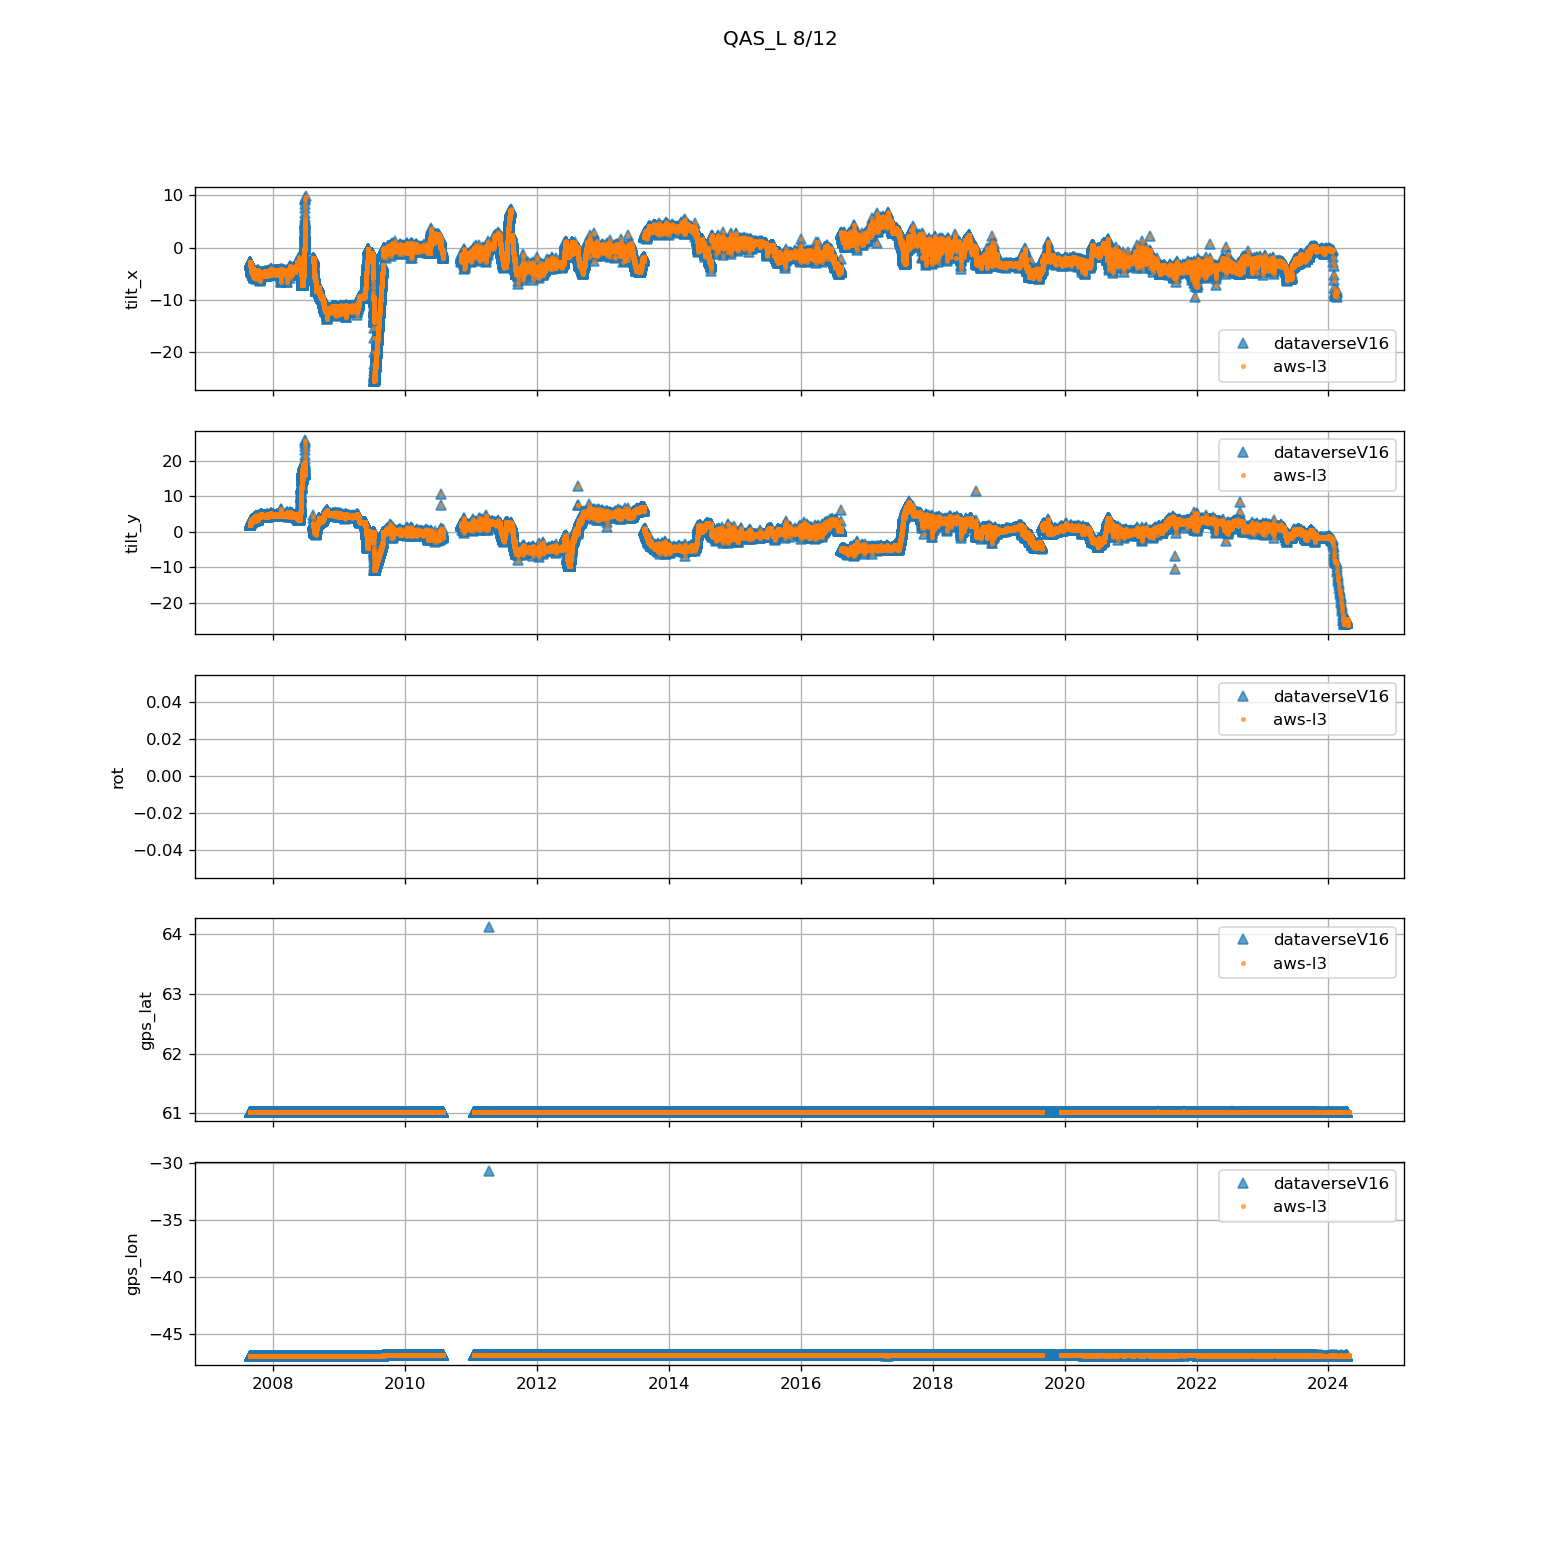 QAS_L 8/12
10
0
−10
−20
tilt_x
dataverseV16
aws-l3
20
10
0
−10
−20
tilt_y
dataverseV16
aws-l3
0.04
0.02
0.00
−0.02
−0.04
rot
dataverseV16
aws-l3
64
63
62
61
gps_lat
dataverseV16
aws-l3
−30
−35
−40
−45
gps_lon
dataverseV16
aws-l3
2008 2010 2012 2014 2016 2018 2020 2022 2024